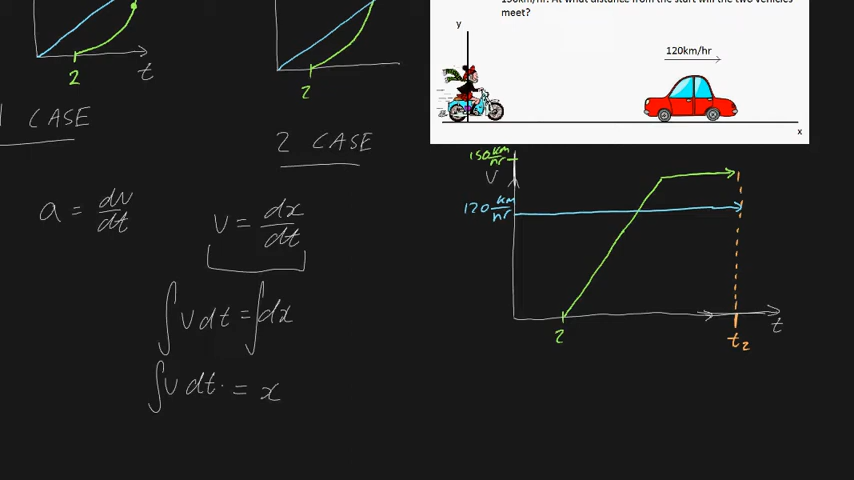 150km/hr. At what distance from the start will the two vehicles
meet?
y
120km/hr
x
2
t
2
1 CASE
2 CASE
a = dv/dt
v = dx/dt
∫v dt = ∫dx
∫v dt. = x
150 km/hr
V
120 km/hr
2
t₂
t